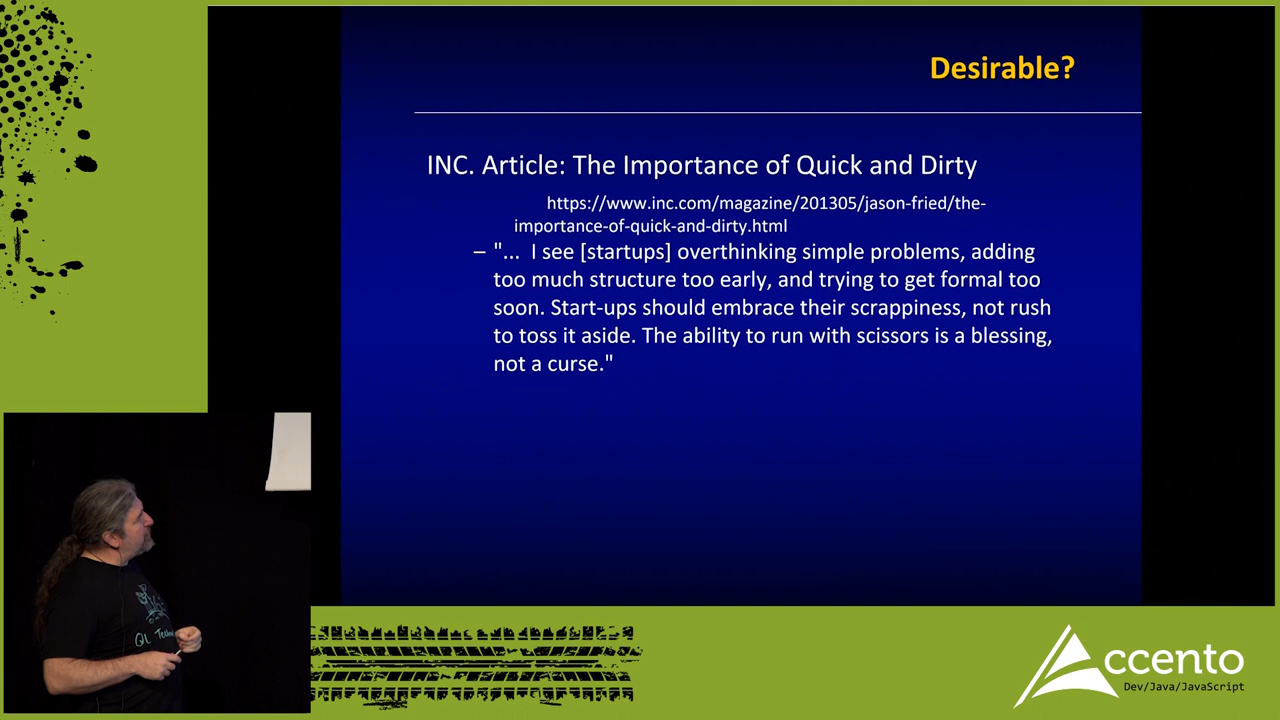 Desirable?
INC. Article: The Importance of Quick and Dirty
https://www.inc.com/magazine/201305/jason-fried/the-
importance-of-quick-and-dirty.html
– "... I see [startups] overthinking simple problems, adding
too much structure too early, and trying to get formal too
soon. Start-ups should embrace their scrappiness, not rush
to toss it aside. The ability to run with scissors is a blessing,
not a curse."
QL
Accento
Dev/Java/JavaScript